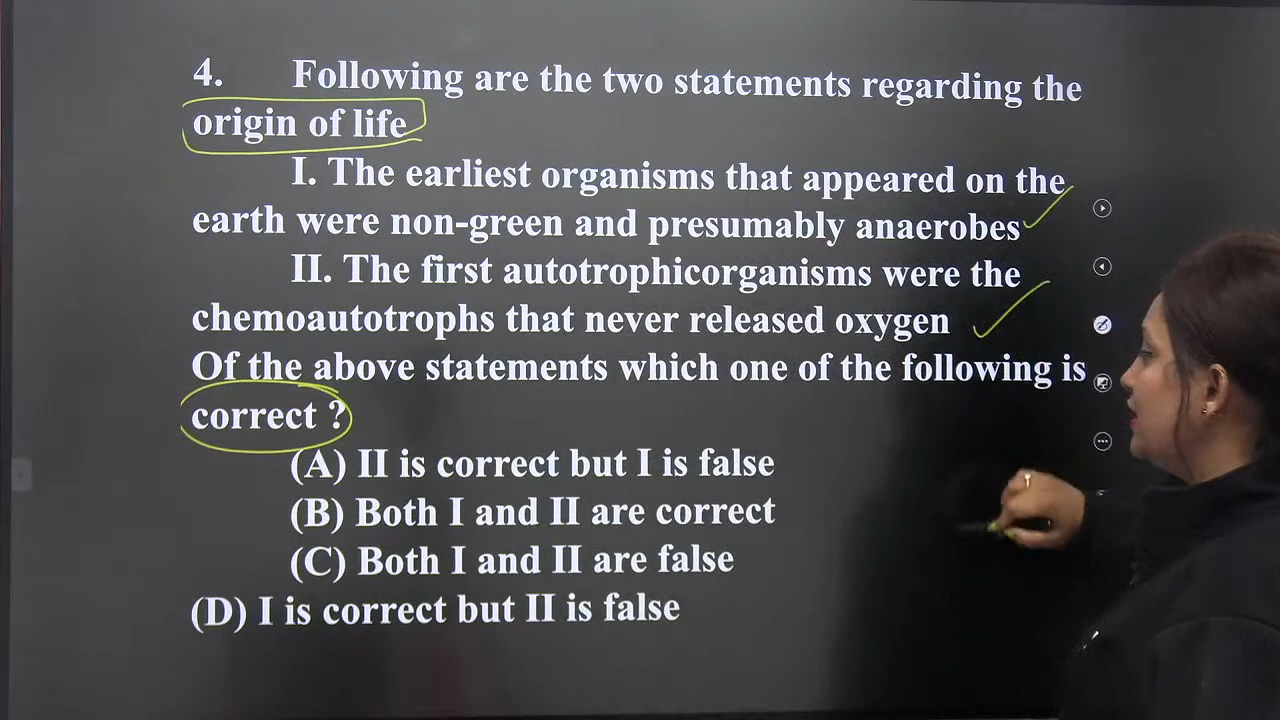 4. Following are the two statements regarding the
origin of life
I. The earliest organisms that appeared on the
earth were non-green and presumably anaerobes
II. The first autotrophicorganisms were the
chemoautotrophs that never released oxygen
Of the above statements which one of the following is
correct ?
(A) II is correct but I is false
(B) Both I and II are correct
(C) Both I and II are false
(D) I is correct but II is false